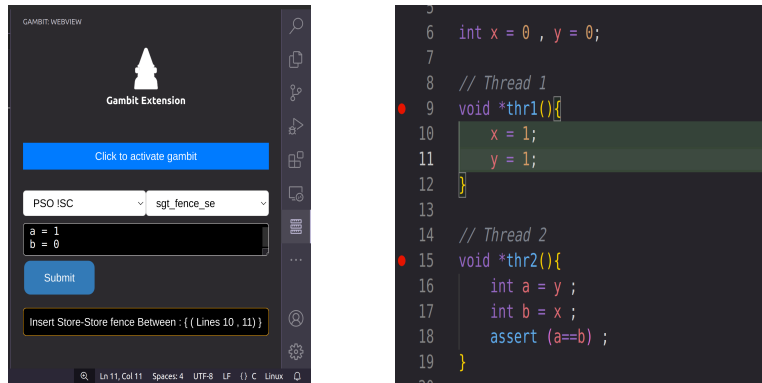 GAMBIT: WEBVIEW
Gambit Extension
Click to activate gambit
PSO !SC
sgt_fence_se
a = 1
b = 0
Submit
Insert Store-Store fence Between : { ( Lines 10 , 11) }
Ln 11, Col 11 Spaces: 4 UTF-8 LF {} C Linux
5
6 int x = 0 , y = 0;
7
8 // Thread 1
9 void *thr1(){
10 x = 1;
11 y = 1;
12 }
13
14 // Thread 2
15 void *thr2(){
16 int a = y ;
17 int b = x ;
18 assert (a==b) ;
19 }